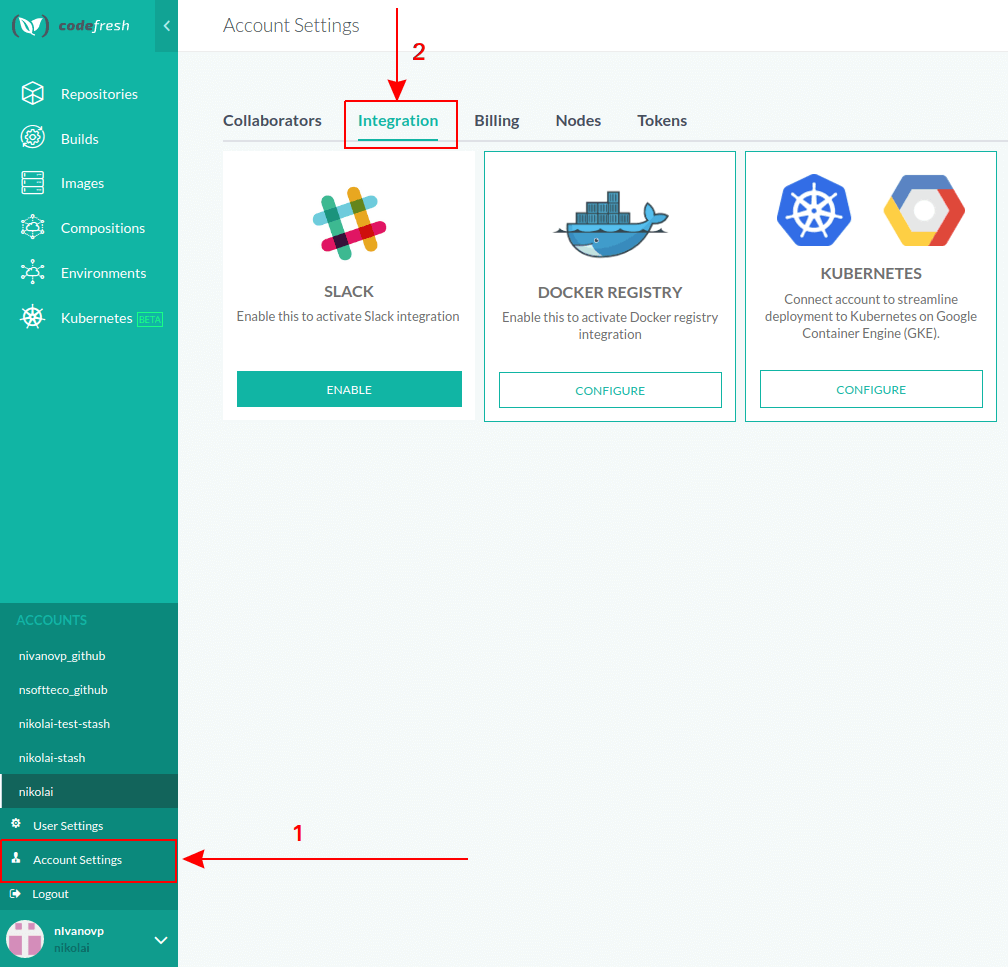 codefresh
Account Settings
2
Repositories
Builds
Images
Compositions
Environments
Kubernetes BETA
Collaborators Integration Billing Nodes Tokens
SLACK
Enable this to activate Slack integration
ENABLE
DOCKER REGISTRY
Enable this to activate Docker registry
integration
CONFIGURE
KUBERNETES
Connect account to streamline
deployment to Kubernetes on Google
Container Engine (GKE).
CONFIGURE
ACCOUNTS
nivanovp_github
nsoftteco_github
nikolai-test-stash
nikolai-stash
nikolai
User Settings
1
Account Settings
Logout
nIvanovp
nikolai